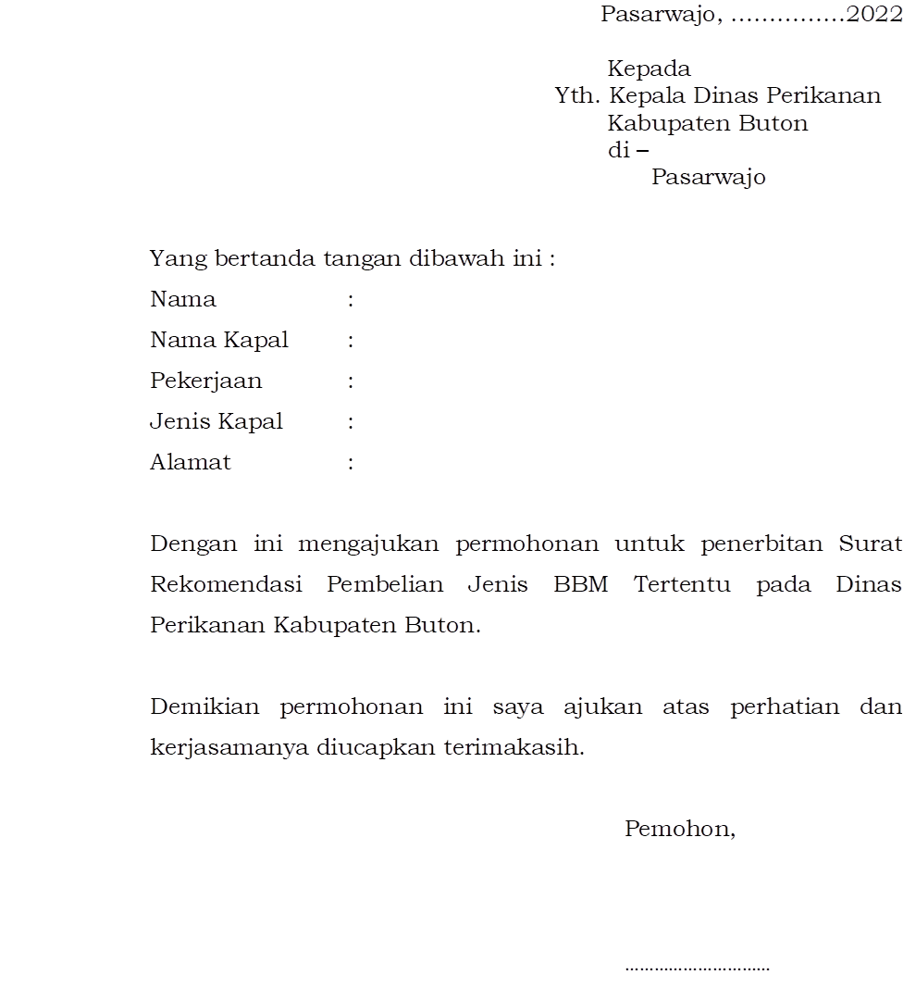 Pasarwajo, ...............2022
Kepada
Yth. Kepala Dinas Perikanan
Kabupaten Buton
di –
Pasarwajo
Yang bertanda tangan dibawah ini :
Nama :
Nama Kapal :
Pekerjaan :
Jenis Kapal :
Alamat :
Dengan ini mengajukan permohonan untuk penerbitan Surat
Rekomendasi Pembelian Jenis BBM Tertentu pada Dinas
Perikanan Kabupaten Buton.
Demikian permohonan ini saya ajukan atas perhatian dan
kerjasamanya diucapkan terimakasih.
Pemohon,
..............................